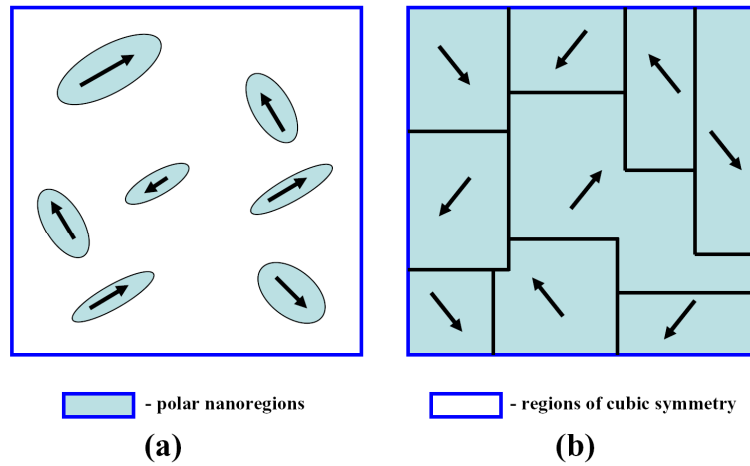 - polar nanoregions
- regions of cubic symmetry
(a)
(b)